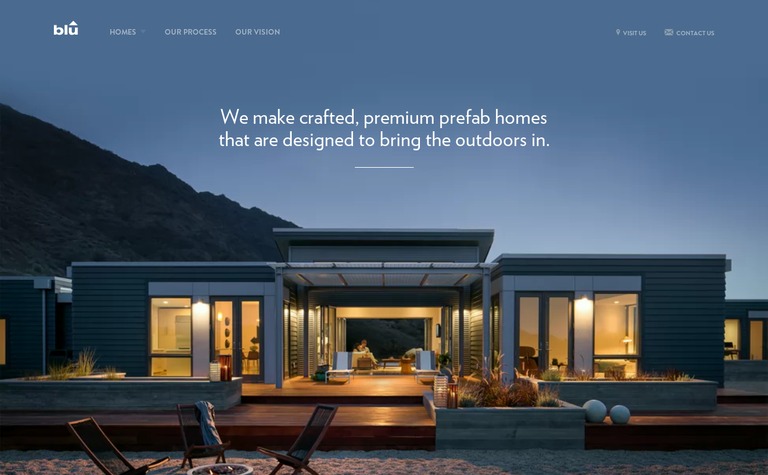 blu
HOMES
OUR PROCESS
OUR VISION
VISIT US
CONTACT US
We make crafted, premium prefab homes
that are designed to bring the outdoors in.